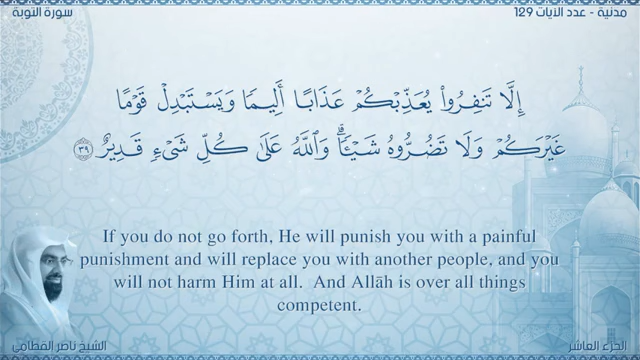 مدنية - عدد الآيات 129
سورة التوبة
إِلَّا تَنفِرُوا۟ يُعَذِّبْكُمْ عَذَابًا أَلِيمًا وَيَسْتَبْدِلْ قَوْمًا
غَيْرَكُمْ وَلَا تَضُرُّوهُ شَيْـًٔا ۗ وَٱللَّهُ عَلَىٰ كُلِّ شَىْءٍ قَدِيرٌ ٣٩
If you do not go forth, He will punish you with a painful
punishment and will replace you with another people, and you
will not harm Him at all. And Allāh is over all things
competent.
الجزء العاشر
الشيخ ناصر القطامي